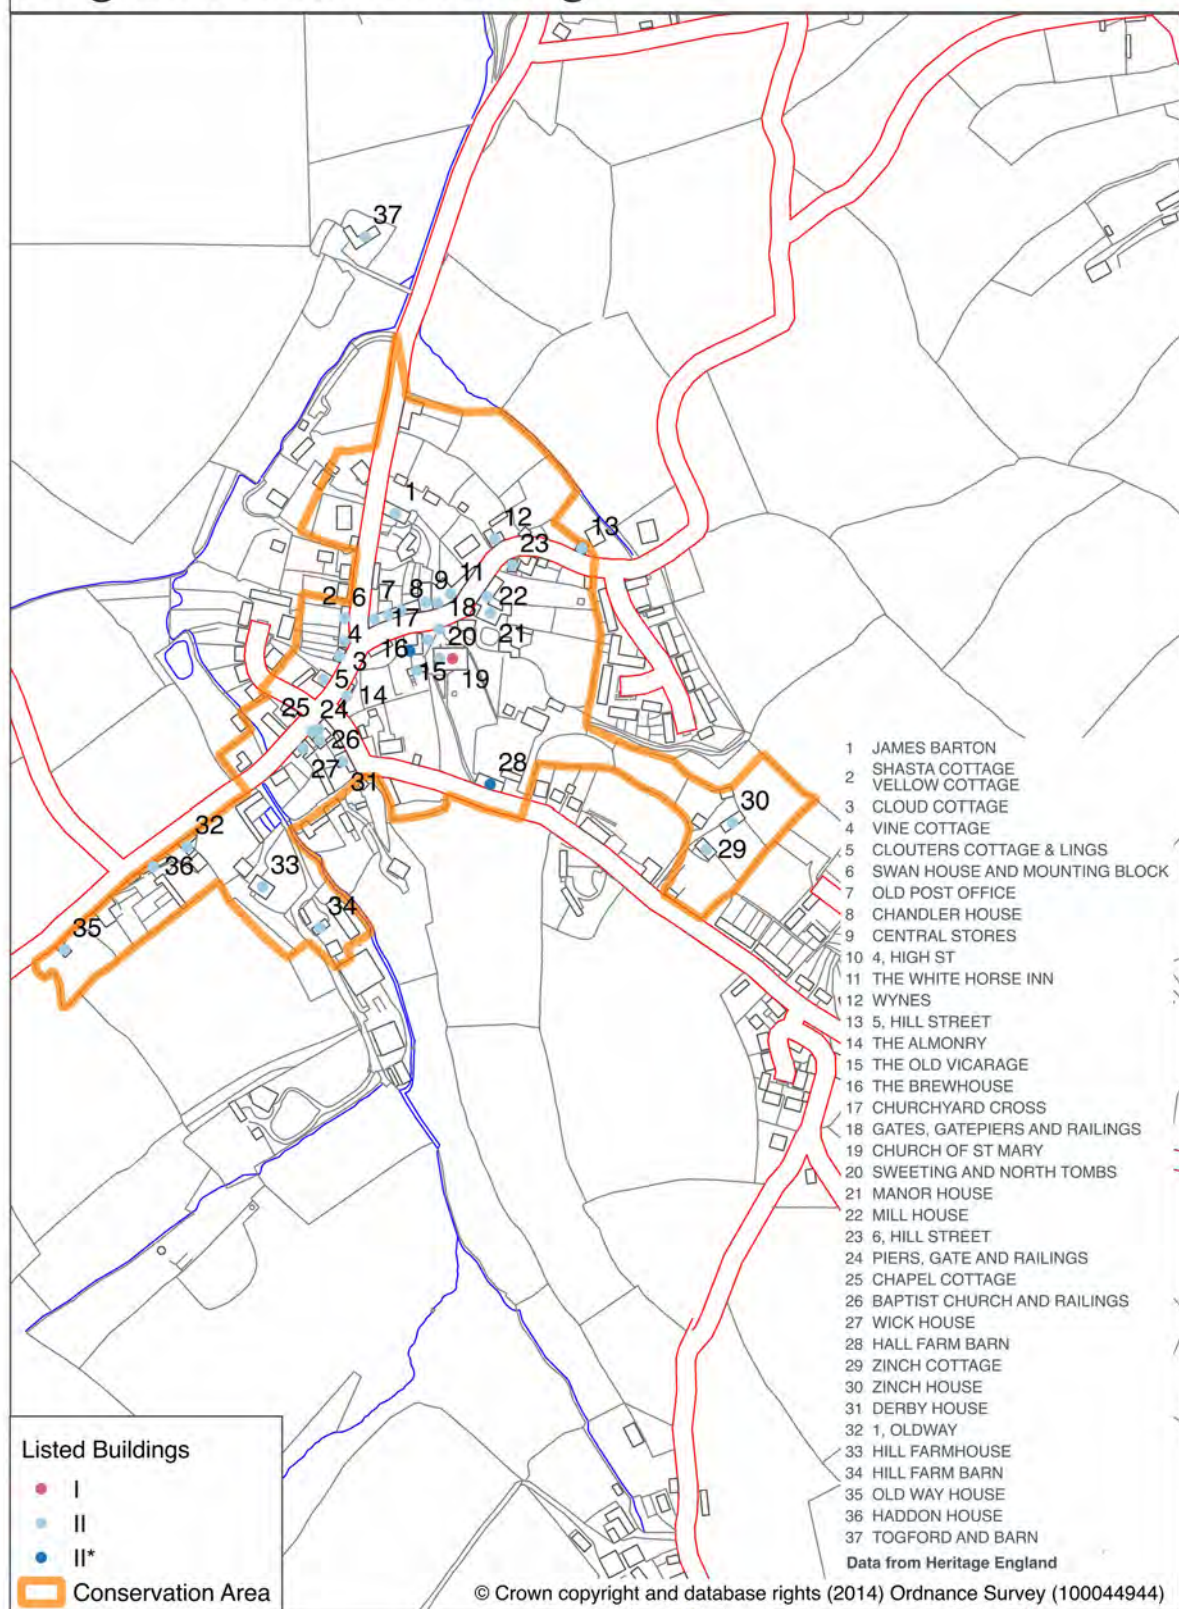 37
1
12
13
23
11
9
8
7
2
6
18
22
17
4
16
20
21
3
15
5
19
14
25
24
26
28
27
31
30
32
29
36
33
34
35
1 JAMES BARTON
2 SHASTA COTTAGE
VELLOW COTTAGE
3 CLOUD COTTAGE
4 VINE COTTAGE
5 CLOUTERS COTTAGE & LINGS
6 SWAN HOUSE AND MOUNTING BLOCK
7 OLD POST OFFICE
8 CHANDLER HOUSE
9 CENTRAL STORES
10 4, HIGH ST
11 THE WHITE HORSE INN
12 WYNES
13 5, HILL STREET
14 THE ALMONRY
15 THE OLD VICARAGE
16 THE BREWHOUSE
17 CHURCHYARD CROSS
18 GATES, GATEPIERS AND RAILINGS
19 CHURCH OF ST MARY
20 SWEETING AND NORTH TOMBS
21 MANOR HOUSE
22 MILL HOUSE
23 6, HILL STREET
24 PIERS, GATE AND RAILINGS
25 CHAPEL COTTAGE
26 BAPTIST CHURCH AND RAILINGS
27 WICK HOUSE
28 HALL FARM BARN
29 ZINCH COTTAGE
30 ZINCH HOUSE
31 DERBY HOUSE
32 1, OLDWAY
33 HILL FARMHOUSE
34 HILL FARM BARN
35 OLD WAY HOUSE
36 HADDON HOUSE
37 TOGFORD AND BARN
Data from Heritage England
Listed Buildings
I
II
II*
Conservation Area
© Crown copyright and database rights (2014) Ordnance Survey (100044944)